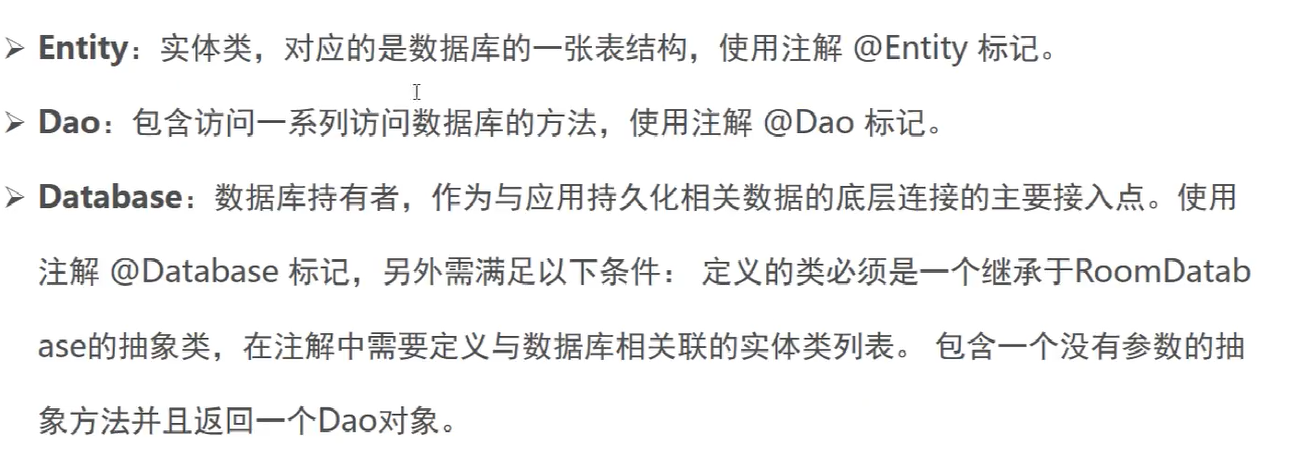 ➢ Entity：实体类，对应的是数据库的一张表结构，使用注解 @Entity 标记。
➢ Dao：包含访问一系列访问数据库的方法，使用注解 @Dao 标记。
➢ Database：数据库持有者，作为与应用持久化相关数据的底层连接的主要接入点。使用
注解 @Database 标记，另外需满足以下条件： 定义的类必须是一个继承于RoomDatab
ase的抽象类，在注解中需要定义与数据库相关联的实体类列表。 包含一个没有参数的抽
象方法并且返回一个Dao对象。